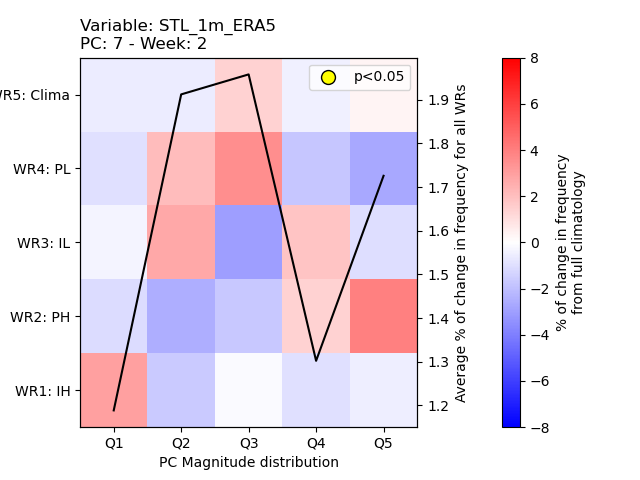 Variable: STL_1m_ERA5
PC: 7 - Week: 2
p<0.05
WR5: Clima
WR4: PL
WR3: IL
WR2: PH
WR1: IH
Q1 Q2 Q3 Q4 Q5
PC Magnitude distribution
1.9
1.8
1.7
1.6
1.5
1.4
1.3
1.2
Average % of change in frequency for all WRs
8
6
4
2
0
−2
−4
−6
−8
% of change in frequency
from full climatology